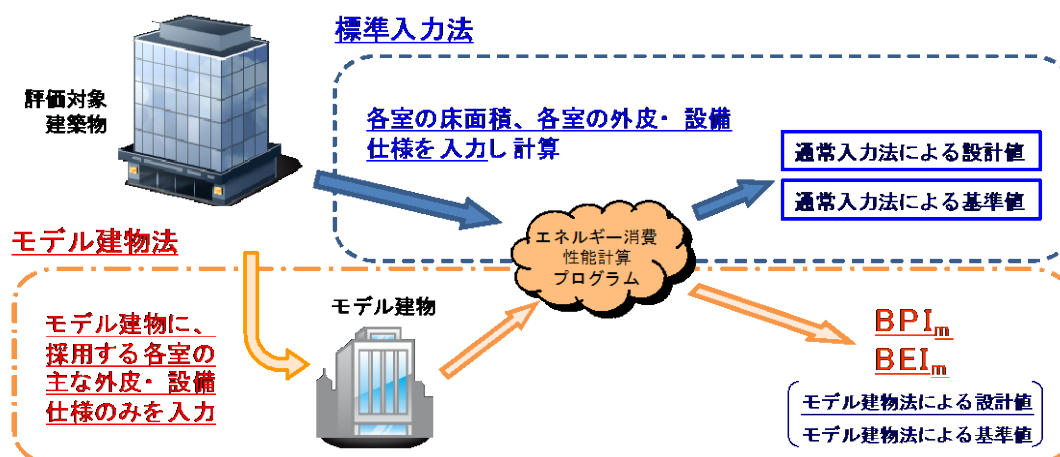 標準入力法
評価対象
建築物
各室の床面積、各室の外皮・設備
仕様を入力し計算
通常入力法による設計値
通常入力法による基準値
エネルギー消費
性能計算
プログラム
モデル建物法
モデル建物に、
採用する各室の
主な外皮・設備
仕様のみを入力
モデル建物
BPIm
BEIm
モデル建物法による設計値
モデル建物法による基準値